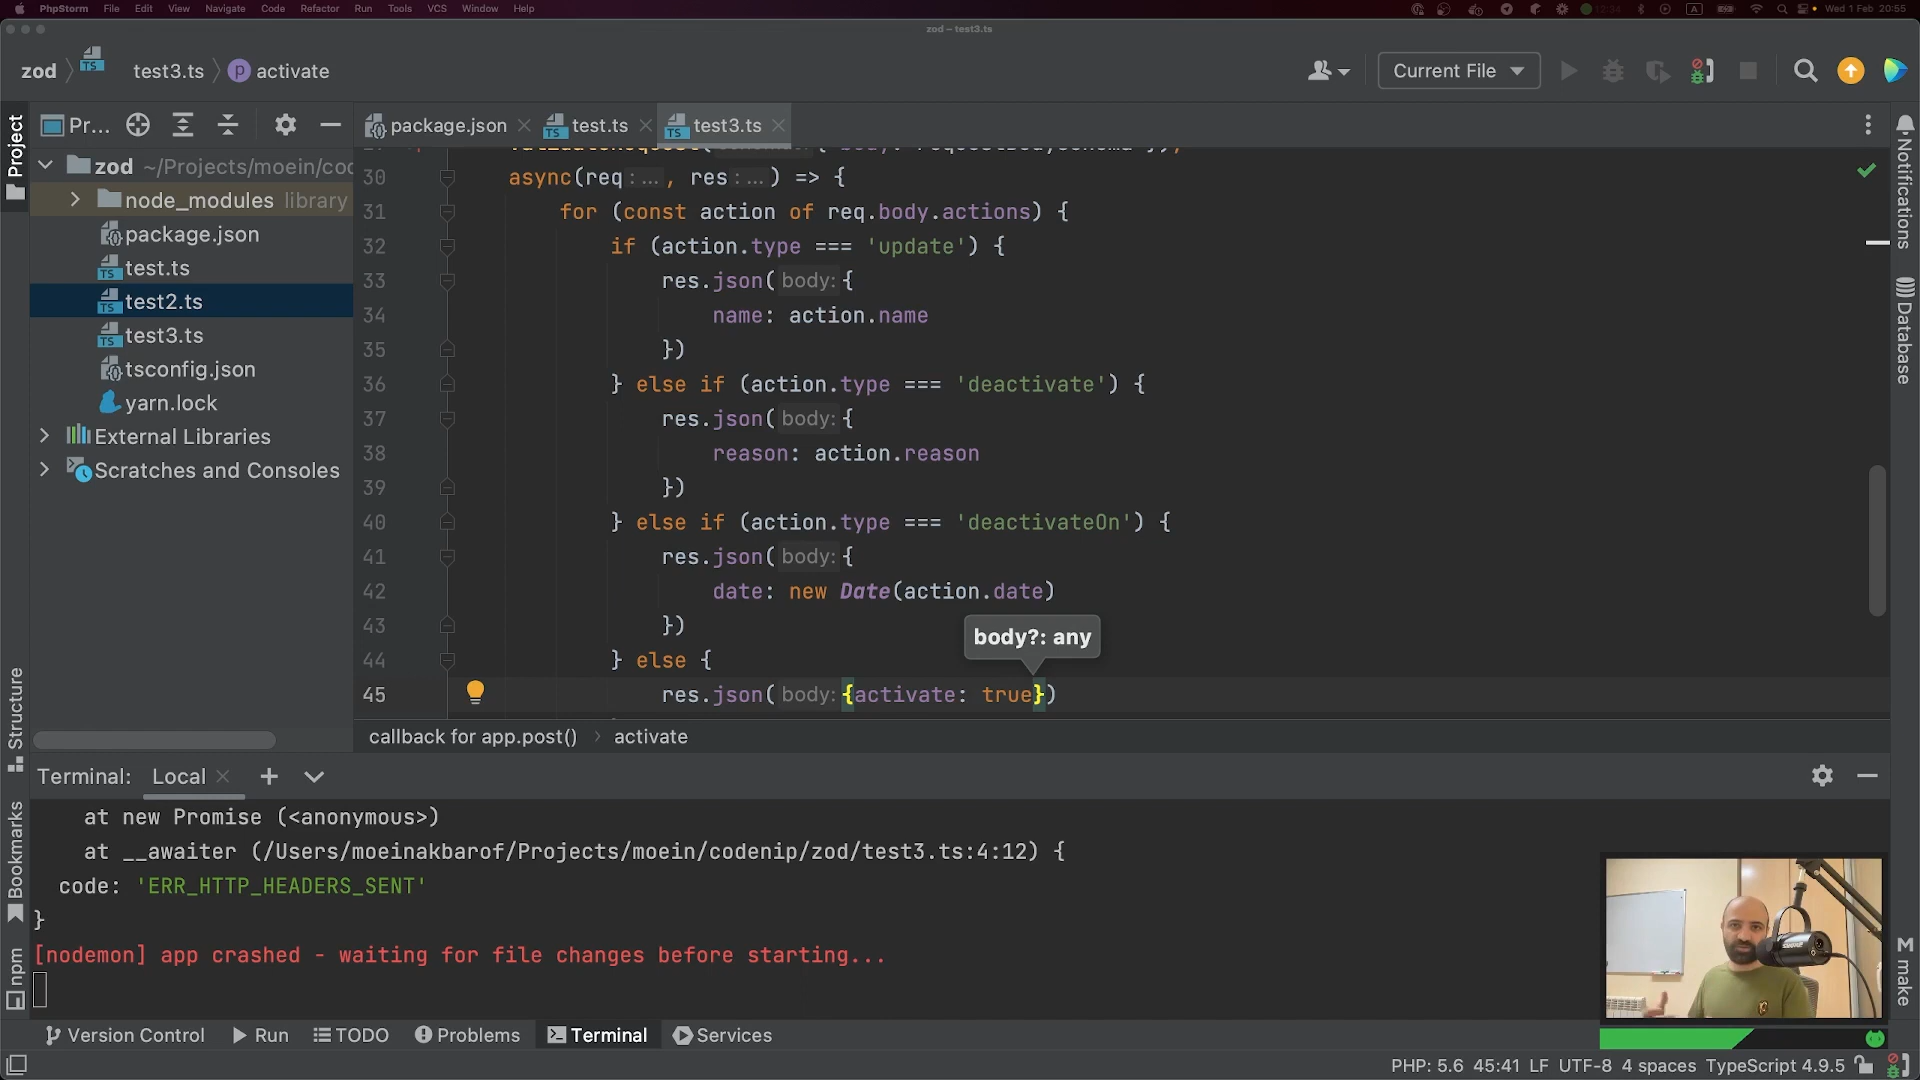 PhpStorm File Edit View Navigate Code Refactor Run Tools VCS Window Help
12:34 A Wed 1 Feb 20:55
zod – test3.ts
zod test3.ts p activate
Current File
Project
Pr...
package.json test.ts test3.ts
zod ~/Projects/moein/coc
node_modules library
package.json
test.ts
test2.ts
test3.ts
tsconfig.json
yarn.lock
External Libraries
Scratches and Consoles
30 async(req: ..., res: ...) => {
31 for (const action of req.body.actions) {
32 if (action.type === 'update') {
33 res.json( body: {
34 name: action.name
35 })
36 } else if (action.type === 'deactivate') {
37 res.json( body: {
38 reason: action.reason
39 })
40 } else if (action.type === 'deactivateOn') {
41 res.json( body: {
42 date: new Date(action.date)
43 })
body?: any
44 } else {
45 res.json( body: {activate: true})
callback for app.post() > activate
Notifications
Database
make
Structure
Bookmarks
npm
Terminal: Local
at new Promise (<anonymous>)
at __awaiter (/Users/moeinakbarof/Projects/moein/codenip/zod/test3.ts:4:12) {
code: 'ERR_HTTP_HEADERS_SENT'
}
[nodemon] app crashed - waiting for file changes before starting...
Version Control Run TODO Problems Terminal Services
PHP: 5.6 45:41 LF UTF-8 4 spaces TypeScript 4.9.5